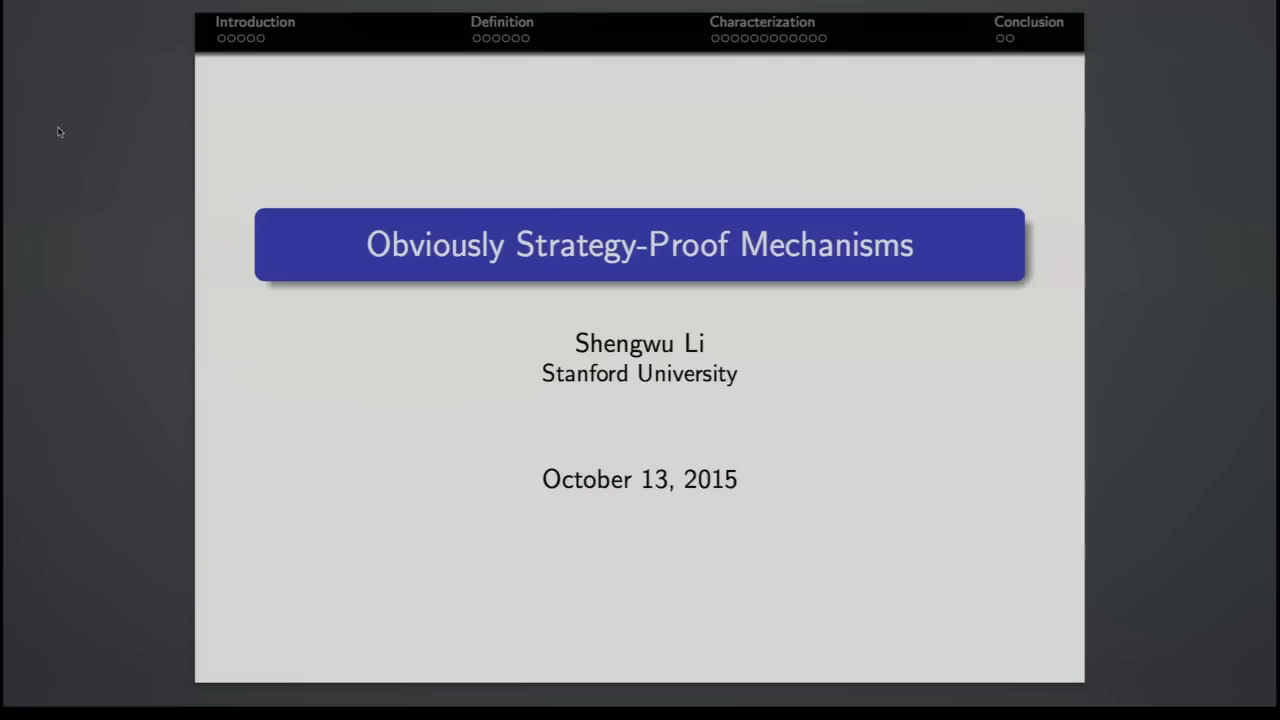 Introduction
Definition
Characterization
Conclusion
Obviously Strategy-Proof Mechanisms
Shengwu Li
Stanford University
October 13, 2015